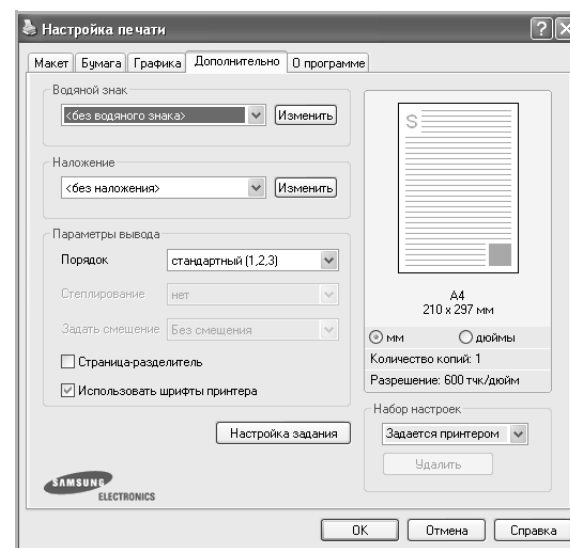 Настройка печати
Макет Бумага Графика Дополнительно О программе
Водяной знак
<без водяного знака> Изменить
Наложение
<без наложения> Изменить
Параметры вывода
Порядок стандартный (1,2,3)
Степлирование нет
Задать смещение Без смещения
Страница-разделитель
Использовать шрифты принтера
Настройка задания
SAMSUNG
ELECTRONICS
S
A4
210 x 297 мм
мм дюймы
Количество копий: 1
Разрешение: 600 тчк/дюйм
Набор настроек
Задается принтером
Удалить
OK Отмена Справка